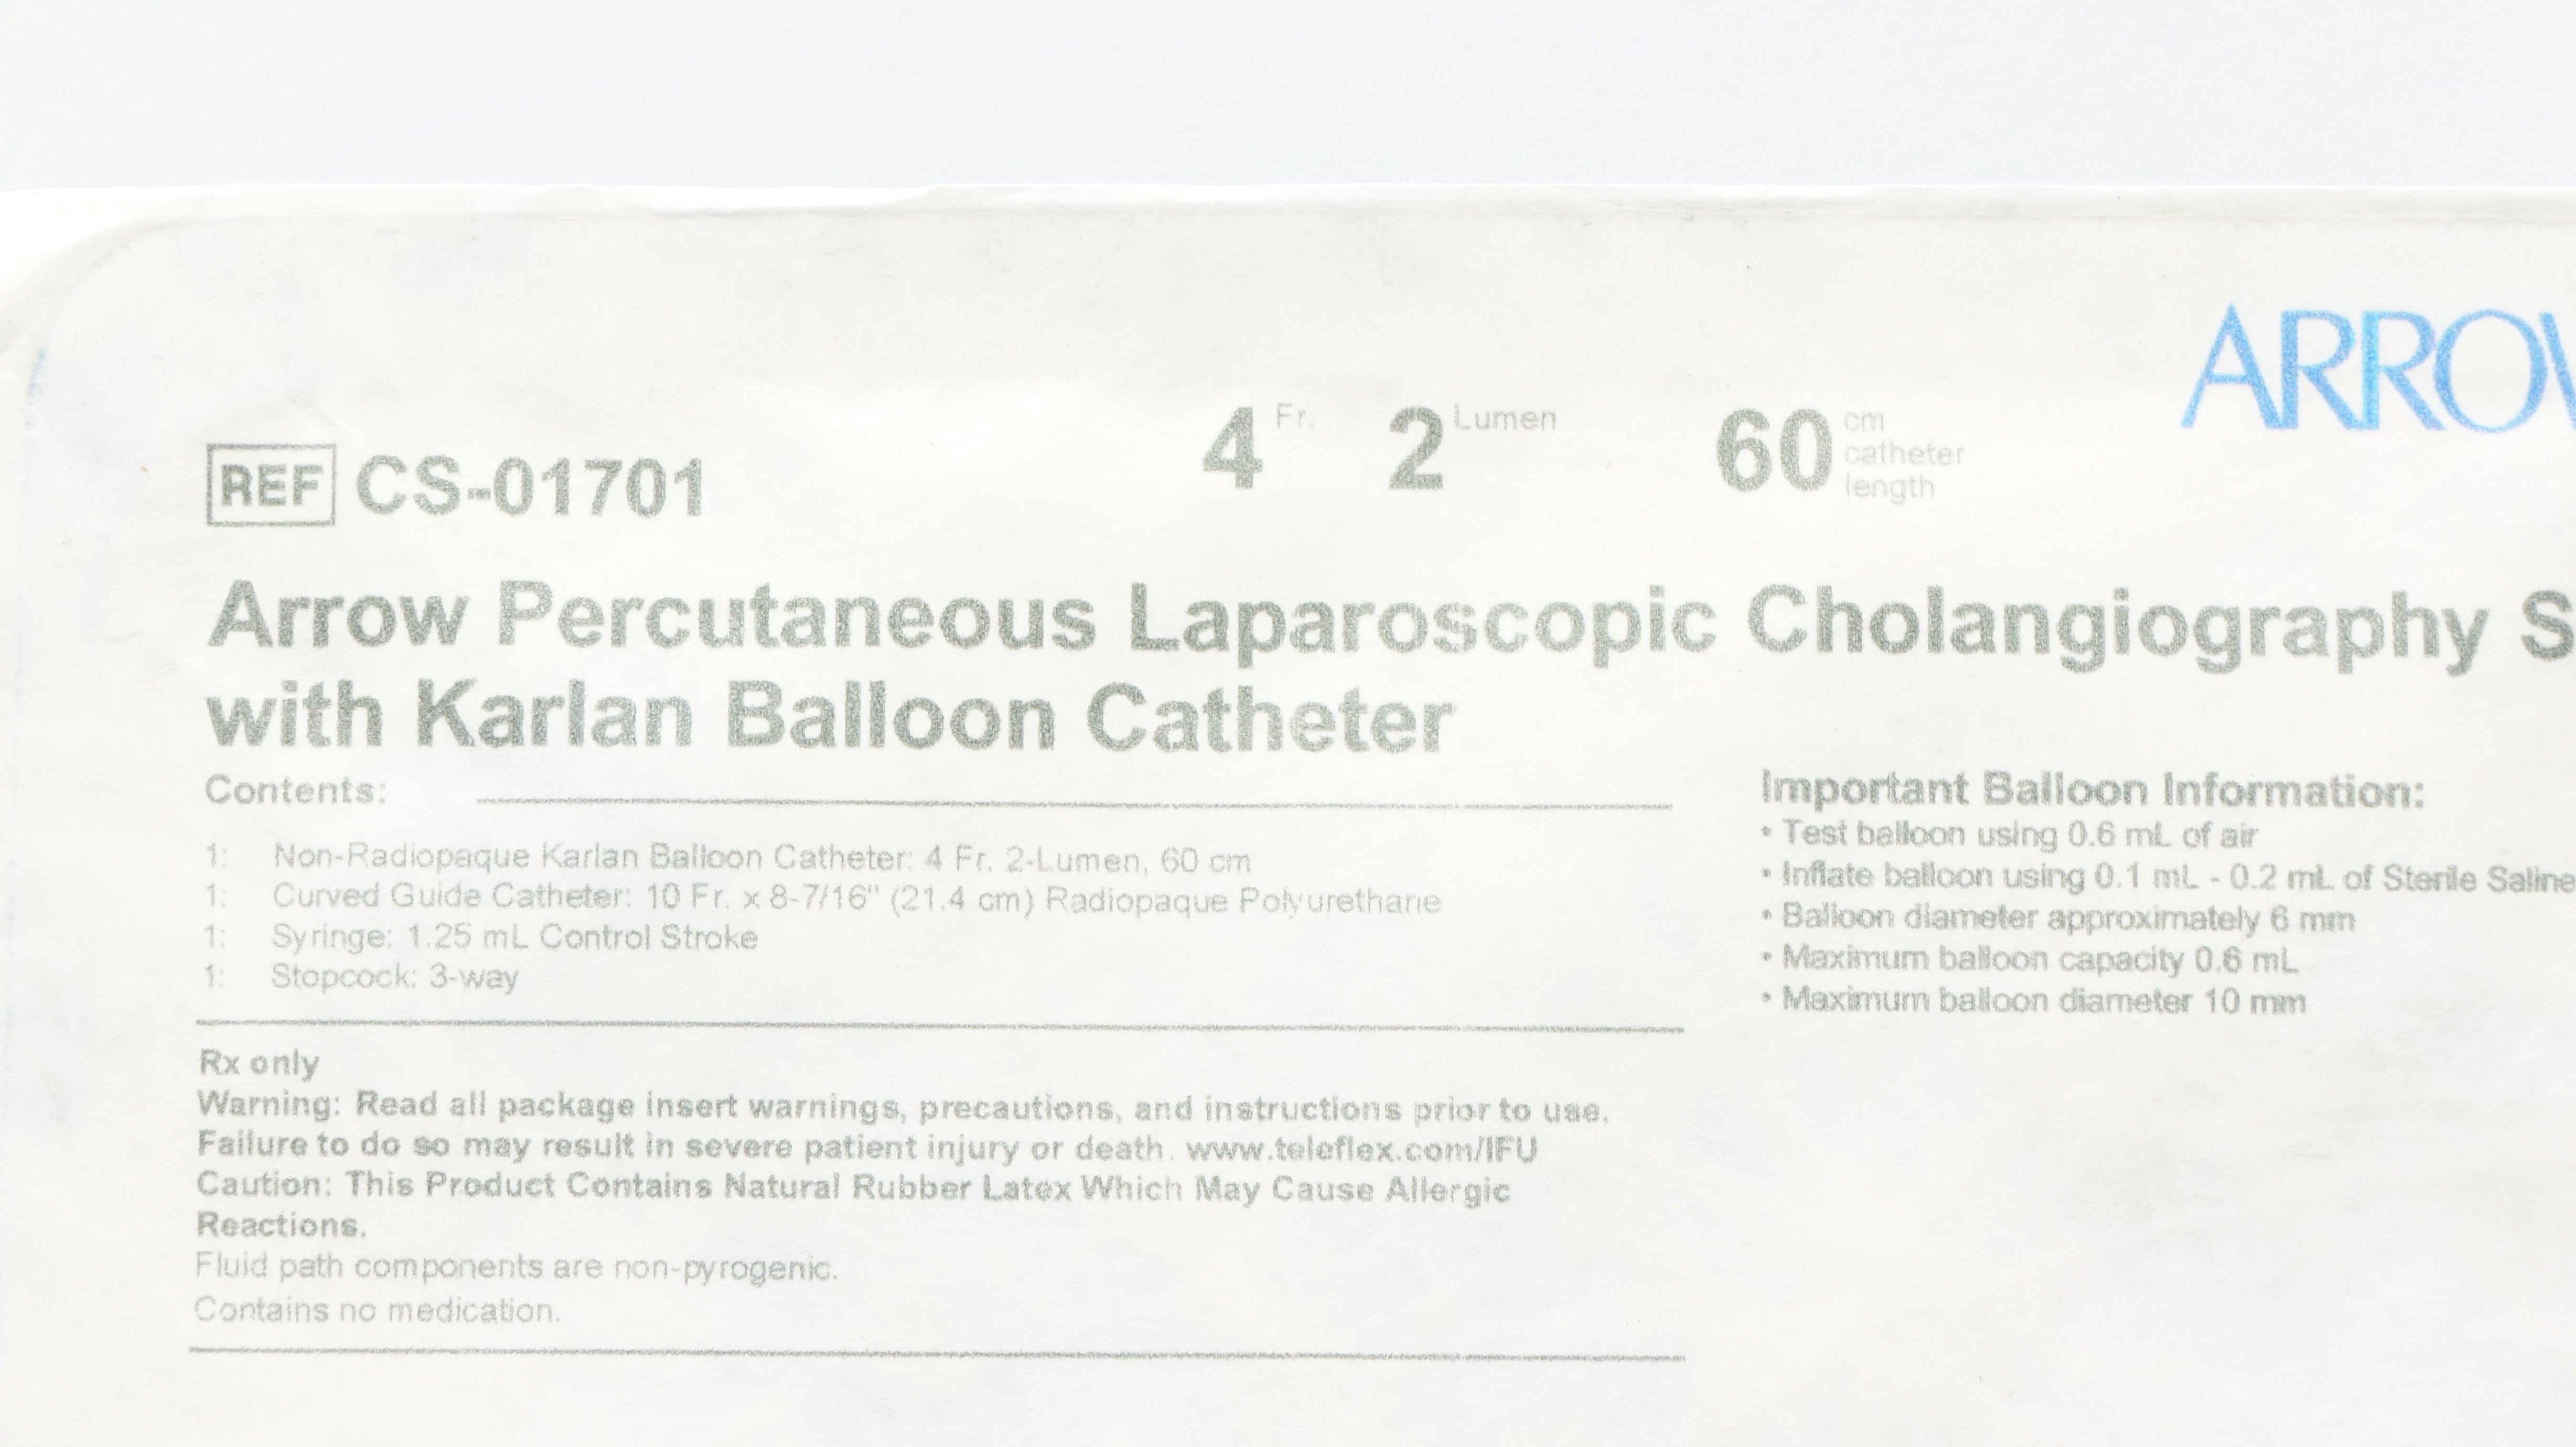 ARROW
4 Fr. 2 Lumen 60 cm catheter length
REF CS-01701
Arrow Percutaneous Laparoscopic Cholangiography
with Karlan Balloon Catheter
Contents:
1: Non-Radiopaque Karlan Balloon Catheter: 4 Fr. 2-Lumen, 60 cm
1: Curved Guide Catheter: 10 Fr. x 8-7/16" (21.4 cm) Radiopaque Polyurethane
1: Syringe: 1.25 mL Control Stroke
1: Stopcock: 3-way
Important Balloon Information:
• Test balloon using 0.6 mL of air
• Inflate balloon using 0.1 mL - 0.2 mL of Sterile Saline
• Balloon diameter approximately 6 mm
• Maximum balloon capacity 0.6 mL
• Maximum balloon diameter 10 mm
Rx only
Warning: Read all package insert warnings, precautions, and instructions prior to use.
Failure to do so may result in severe patient injury or death. www.teleflex.com/IFU
Caution: This Product Contains Natural Rubber Latex Which May Cause Allergic
Reactions.
Fluid path components are non-pyrogenic.
Contains no medication.